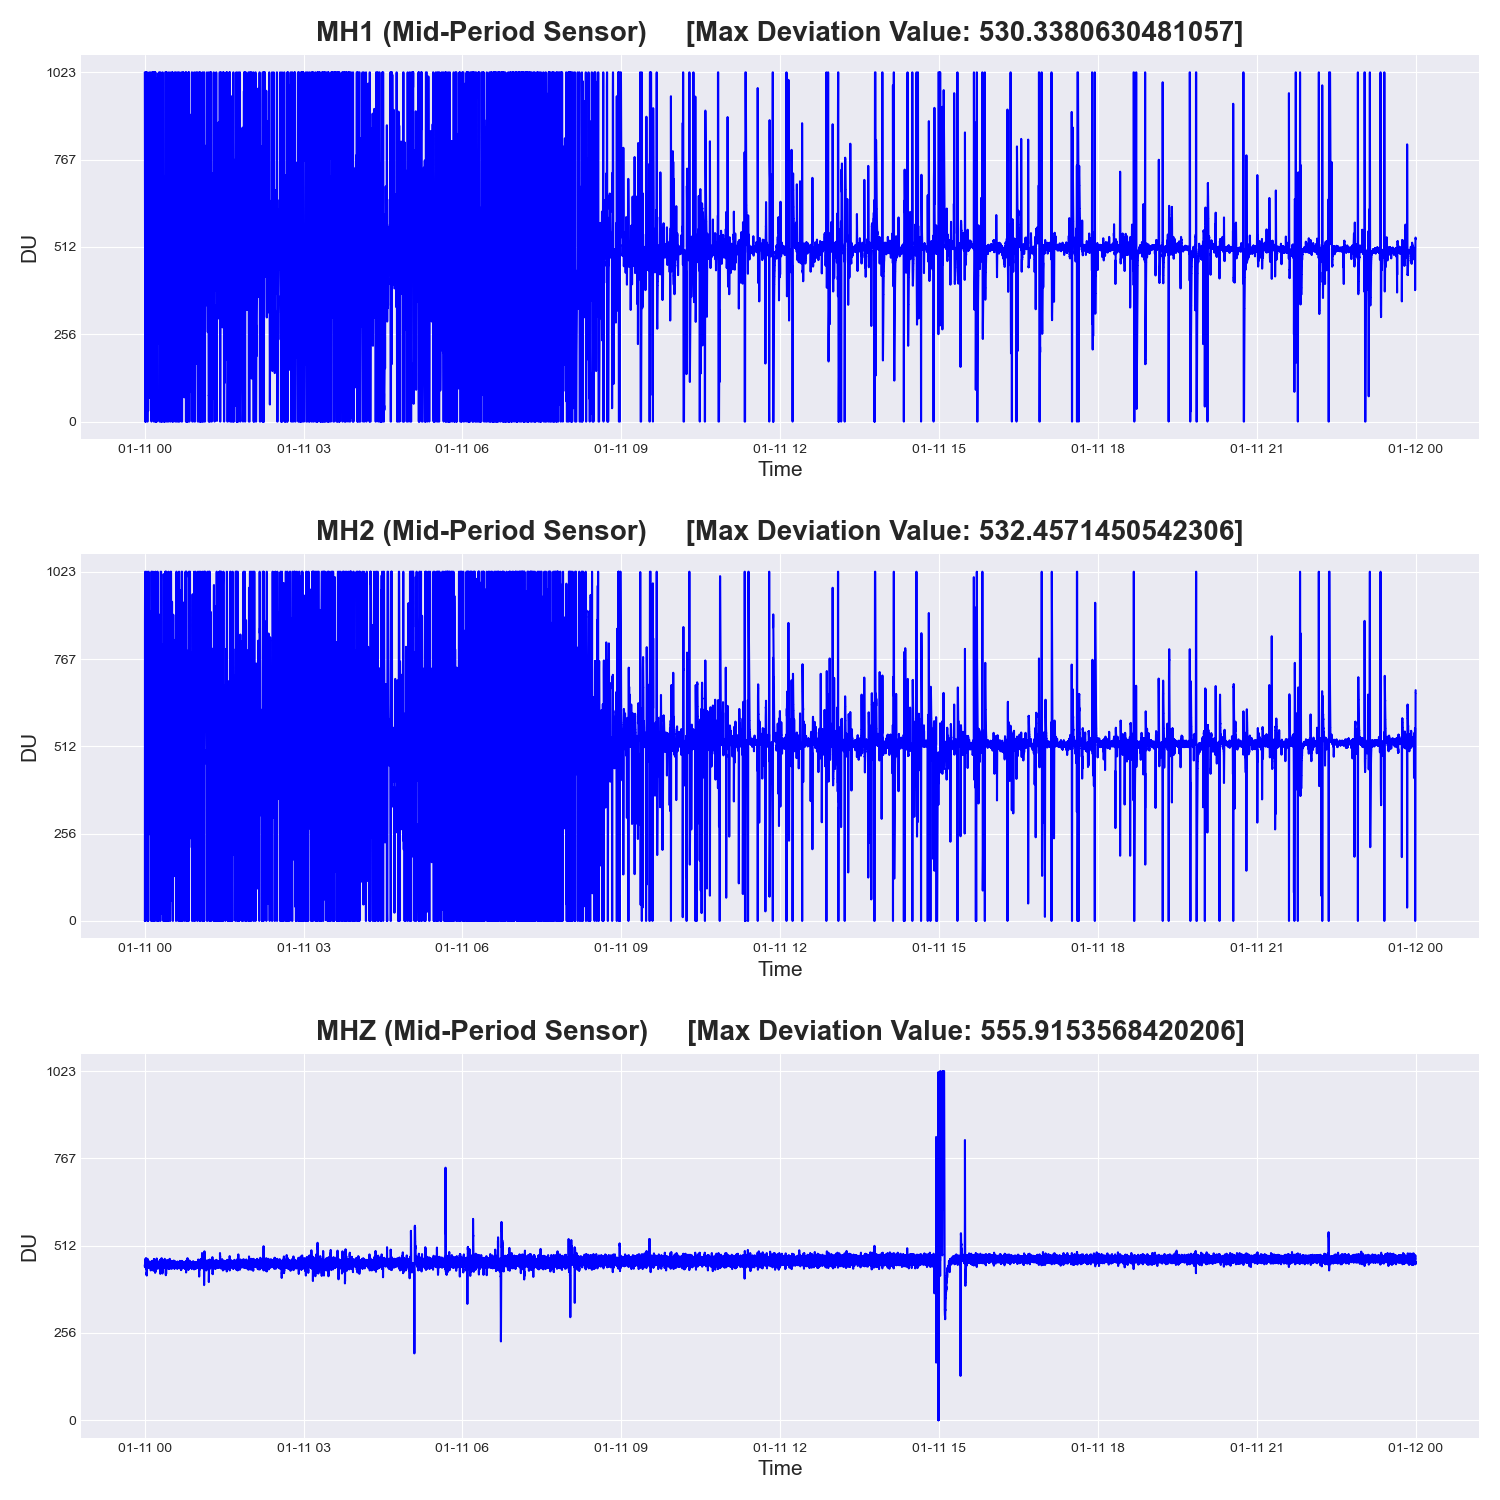 MH1 (Mid-Period Sensor) [Max Deviation Value: 530.3380630481057]
1023
767
512
256
0
DU
01-11 00 01-11 03 01-11 06 01-11 09 01-11 12 01-11 15 01-11 18 01-11 21 01-12 00
Time
MH2 (Mid-Period Sensor) [Max Deviation Value: 532.4571450542306]
1023
767
512
256
0
DU
01-11 00 01-11 03 01-11 06 01-11 09 01-11 12 01-11 15 01-11 18 01-11 21 01-12 00
Time
MHZ (Mid-Period Sensor) [Max Deviation Value: 555.9153568420206]
1023
767
512
256
0
DU
01-11 00 01-11 03 01-11 06 01-11 09 01-11 12 01-11 15 01-11 18 01-11 21 01-12 00
Time